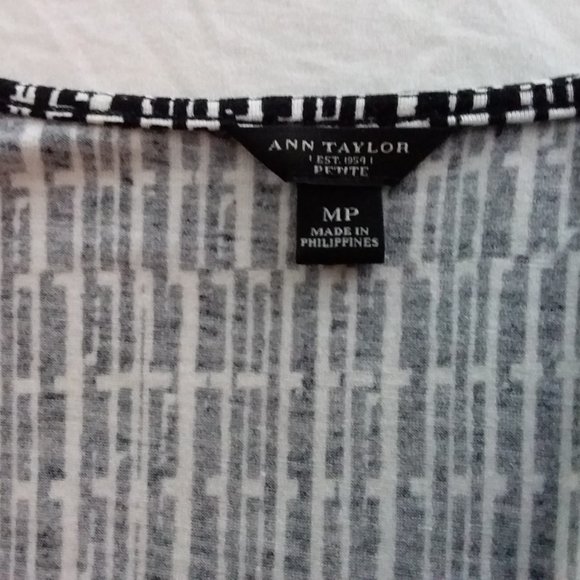 ANN TAYLOR
| EST. 1954 |
PETITE
MP
MADE IN
PHILIPPINES